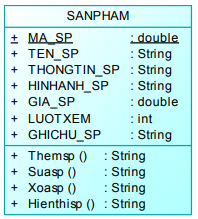 SANPHAM
+ MA_SP : double
+ TEN_SP : String
+ THONGTIN_SP : String
+ HINHANH_SP : String
+ GIA_SP : double
+ LUOTXEM : int
+ GHICHU_SP : String
+ Themsp () : String
+ Suasp () : String
+ Xoasp () : String
+ Hienthisp () : String